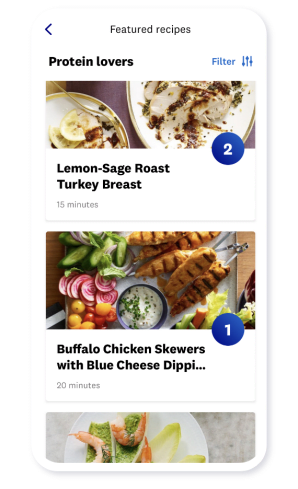 Featured recipes
Protein lovers
Filter
2
Lemon-Sage Roast
Turkey Breast
15 minutes
1
Buffalo Chicken Skewers
with Blue Cheese Dippi...
20 minutes